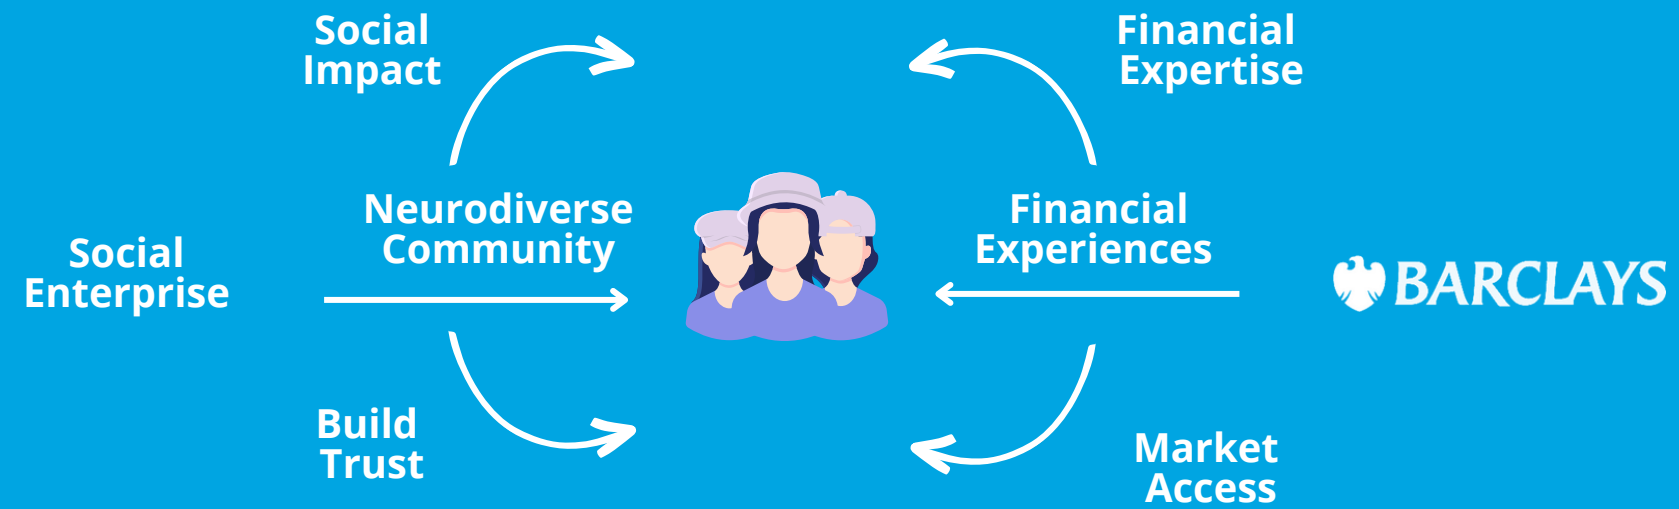 Social
Impact
Financial
Expertise
Neurodiverse
Community
Financial
Experiences
Social
Enterprise
BARCLAYS
Build
Trust
Market
Access